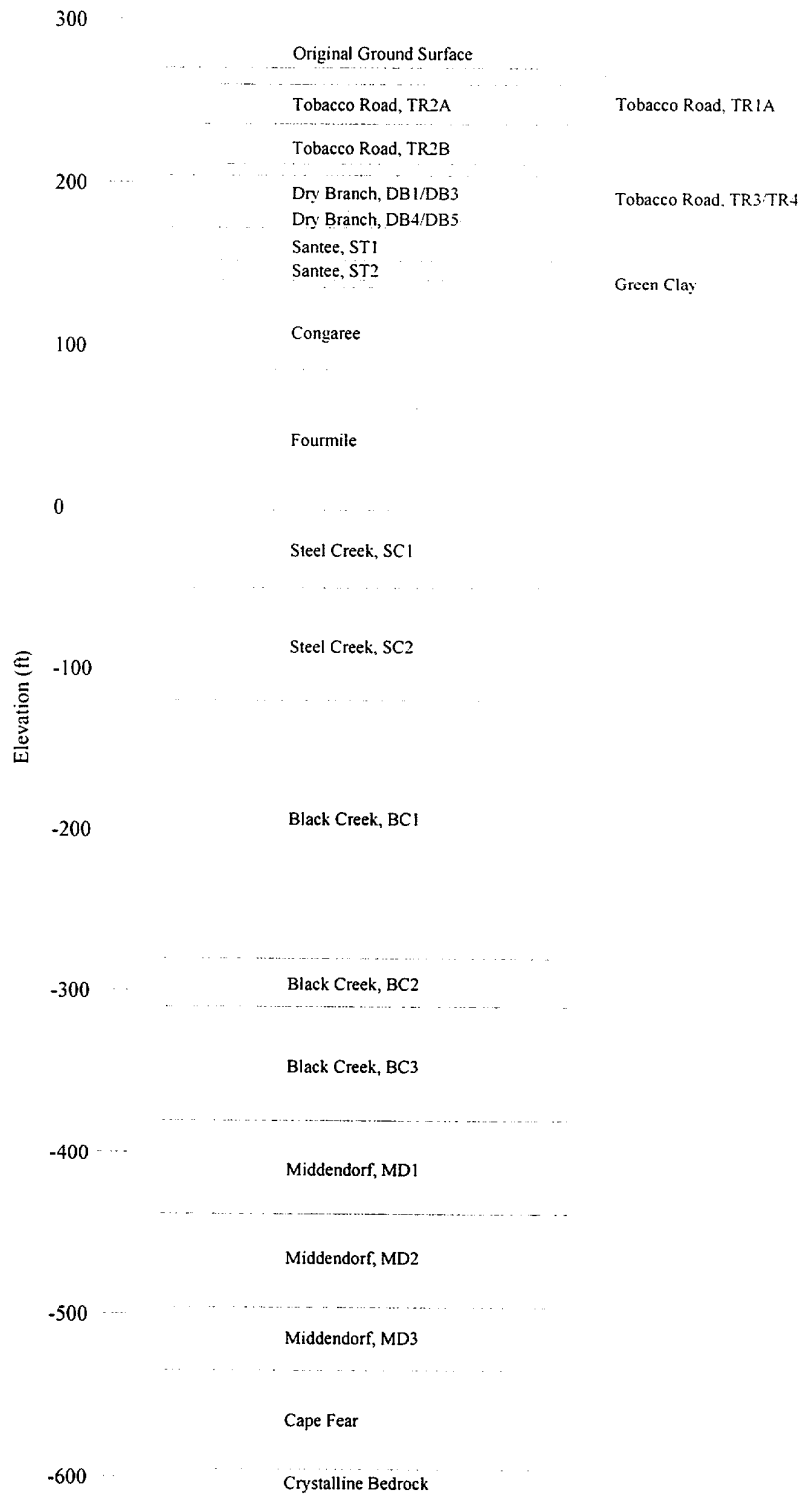 300
Original Ground Surface
Tobacco Road, TR2A
Tobacco Road, TR1A
Tobacco Road, TR2B
200
Dry Branch, DB1/DB3
Tobacco Road, TR3/TR4
Dry Branch, DB4/DB5
Santee, ST1
Santee, ST2
Green Clay
Congaree
100
Fourmile
0
Steel Creek, SC1
Steel Creek, SC2
-100
Elevation (ft)
Black Creek, BC1
-200
Black Creek, BC2
-300
Black Creek, BC3
-400
Middendorf, MD1
Middendorf, MD2
-500
Middendorf, MD3
Cape Fear
-600
Crystalline Bedrock